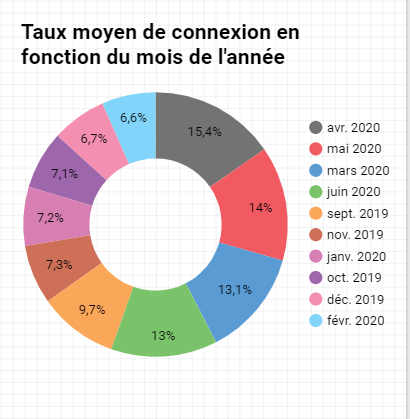 Taux moyen de connexion en
fonction du mois de l'année
6,6%
15,4%
6,7%
7,1%
14%
7,2%
7,3%
13,1%
9,7%
13%
avr. 2020
mai 2020
mars 2020
juin 2020
sept. 2019
nov. 2019
janv. 2020
oct. 2019
déc. 2019
févr. 2020